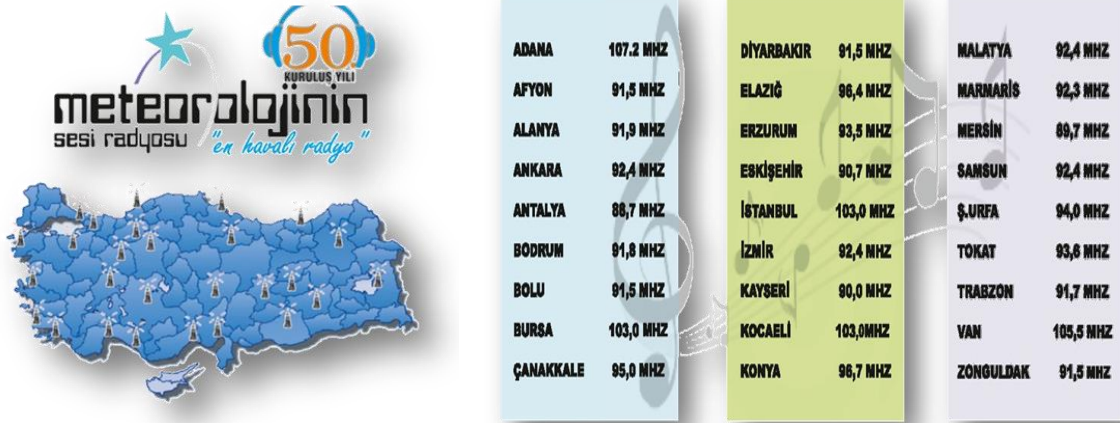 50
KURULUŞ YILI
meteorolojinin
sesi radyosu "en havalı radyo"
ADANA 107.2 MHZ
AFYON 91,5 MHZ
ALANYA 91,9 MHZ
ANKARA 92,4 MHZ
ANTALYA 88,7 MHZ
BODRUM 91,8 MHZ
BOLU 91,5 MHZ
BURSA 103,0 MHZ
ÇANAKKALE 95,0 MHZ
DİYARBAKIR 91,5 MHZ
ELAZIĞ 96,4 MHZ
ERZURUM 93,5 MHZ
ESKİŞEHİR 90,7 MHZ
İSTANBUL 103,0 MHZ
İZMİR 92,4 MHZ
KAYSERİ 90,0 MHZ
KOCAELİ 103,0MHZ
KONYA 96,7 MHZ
MALATYA 92,4 MHZ
MARMARİS 92,3 MHZ
MERSİN 89,7 MHZ
SAMSUN 92,4 MHZ
Ş.URFA 94,0 MHZ
TOKAT 93,6 MHZ
TRABZON 91,7 MHZ
VAN 105,5 MHZ
ZONGULDAK 91,5 MHZ